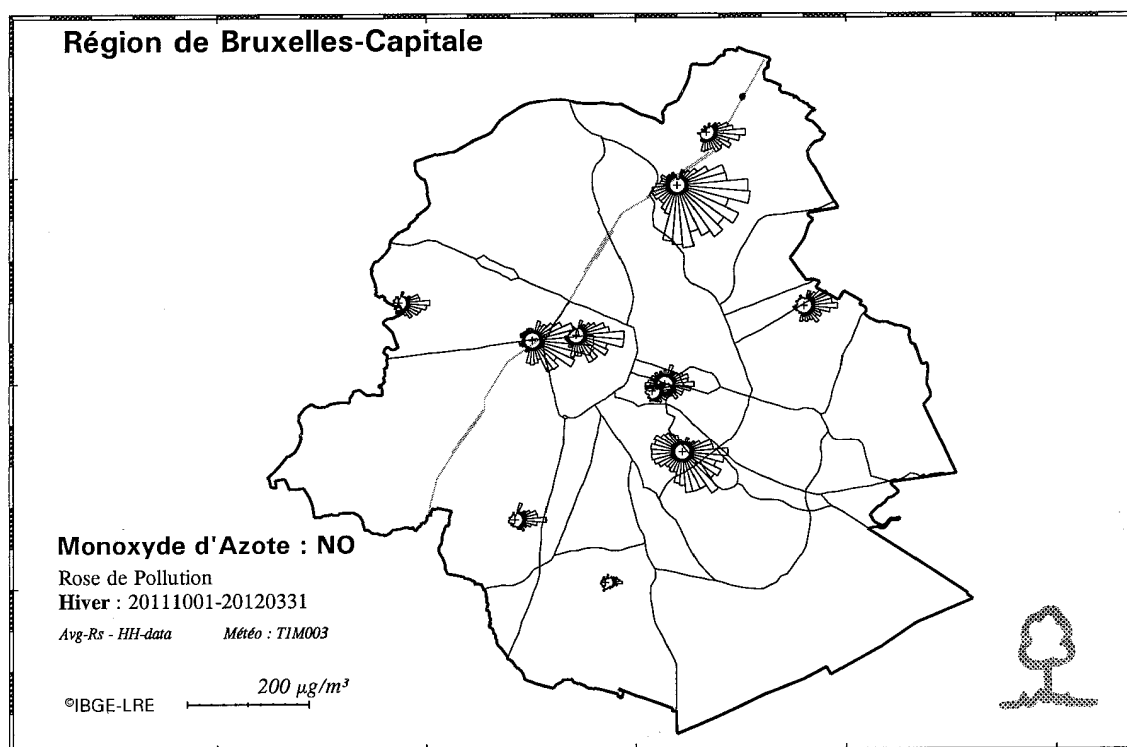 Région de Bruxelles-Capitale
Monoxyde d'Azote : NO
Rose de Pollution
Hiver : 20111001-20120331
Avg-Rs - HH-data Météo : T1M003
200 µg/m³
©IBGE-LRE